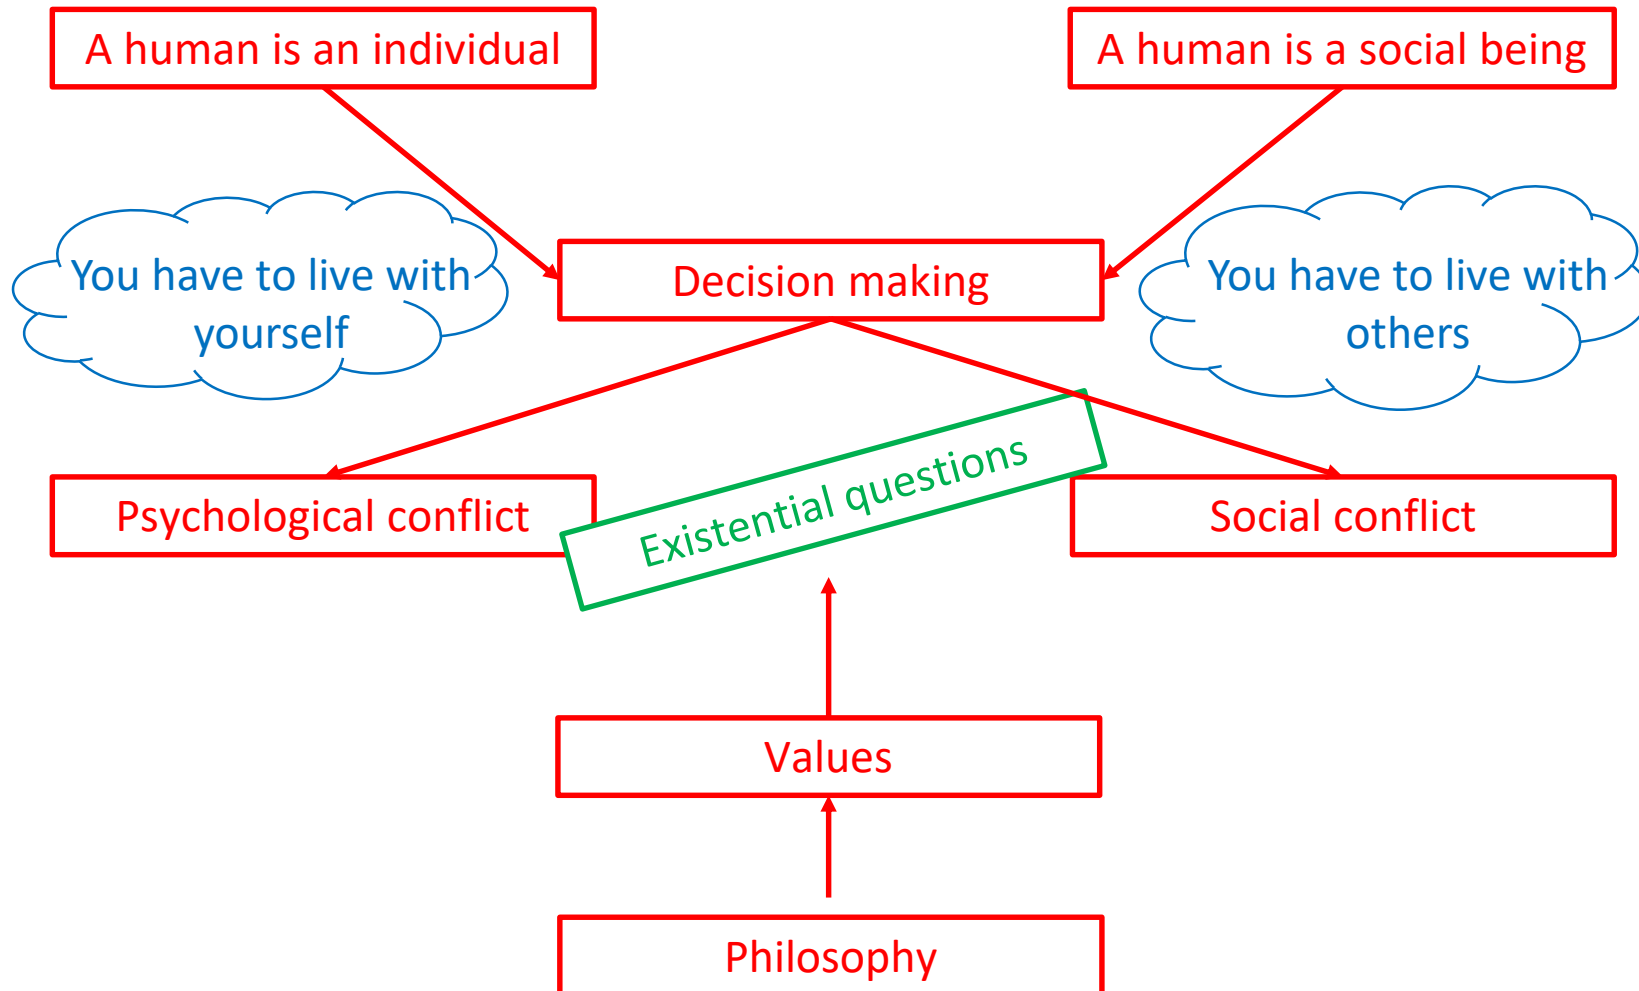 A human is an individual
A human is a social being
You have to live with
yourself
Decision making
You have to live with
others
Psychological conflict
Existential questions
Social conflict
Values
Philosophy